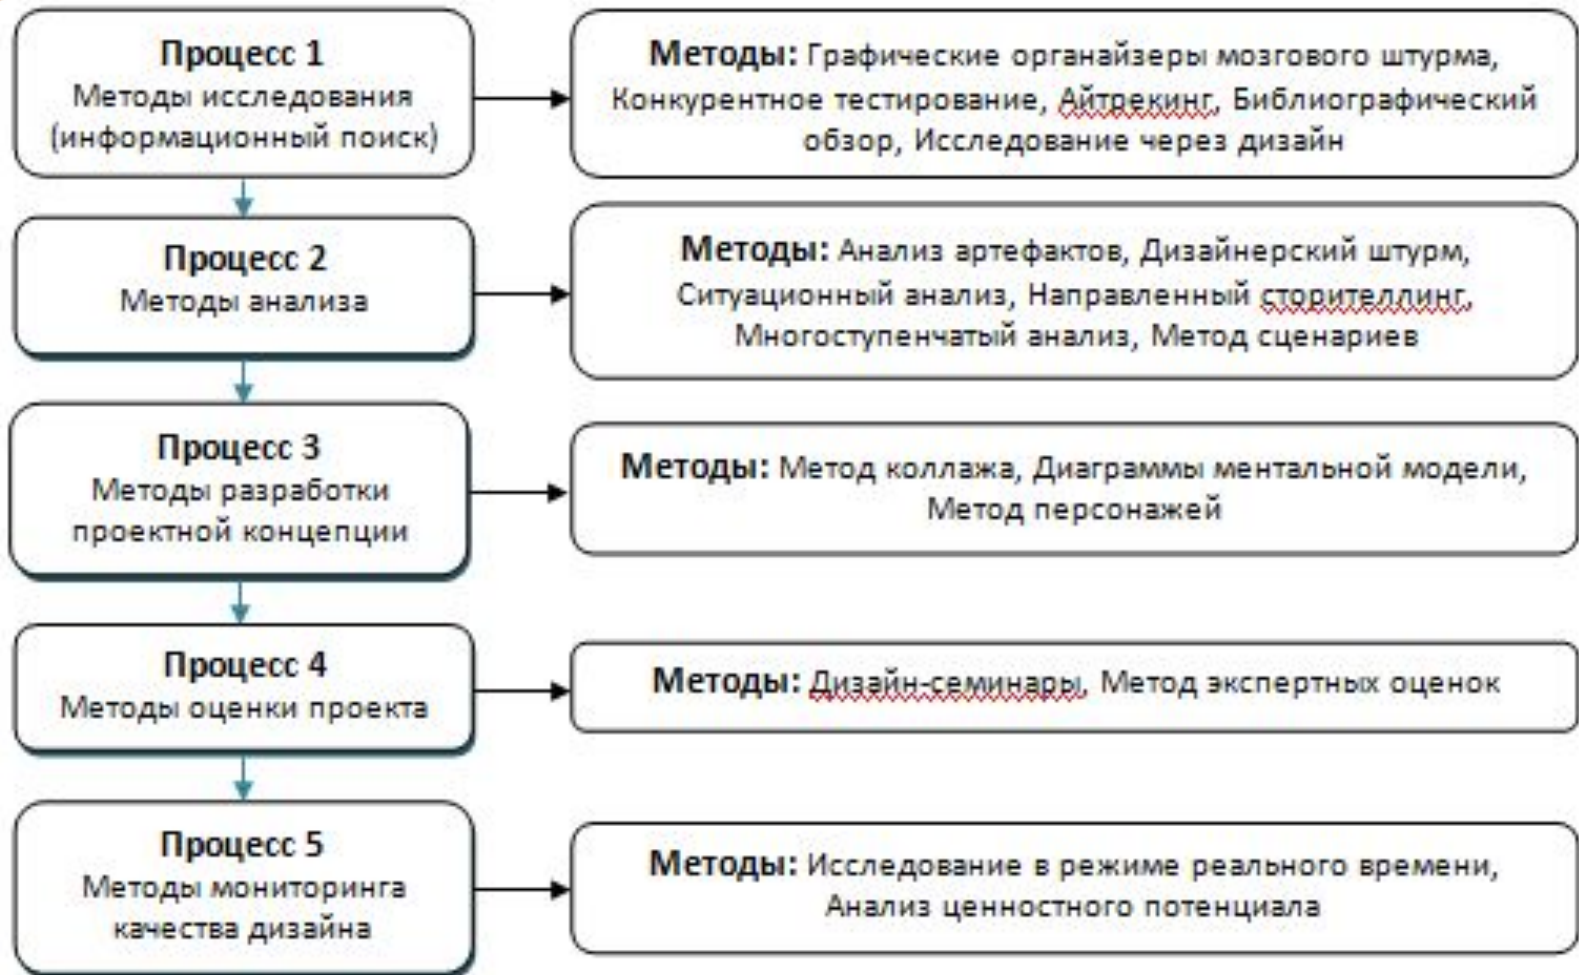 Процесс 1
Методы исследования
(информационный поиск)
Методы: Графические органайзеры мозгового штурма,
Конкурентное тестирование, Айтрекинг, Библиографический
обзор, Исследование через дизайн
Процесс 2
Методы анализа
Методы: Анализ артефактов, Дизайнерский штурм,
Ситуационный анализ, Направленный сторителлинг,
Многоступенчатый анализ, Метод сценариев
Процесс 3
Методы разработки
проектной концепции
Методы: Метод коллажа, Диаграммы ментальной модели,
Метод персонажей
Процесс 4
Методы оценки проекта
Методы: Дизайн-семинары, Метод экспертных оценок
Процесс 5
Методы мониторинга
качества дизайна
Методы: Исследование в режиме реального времени,
Анализ ценностного потенциала